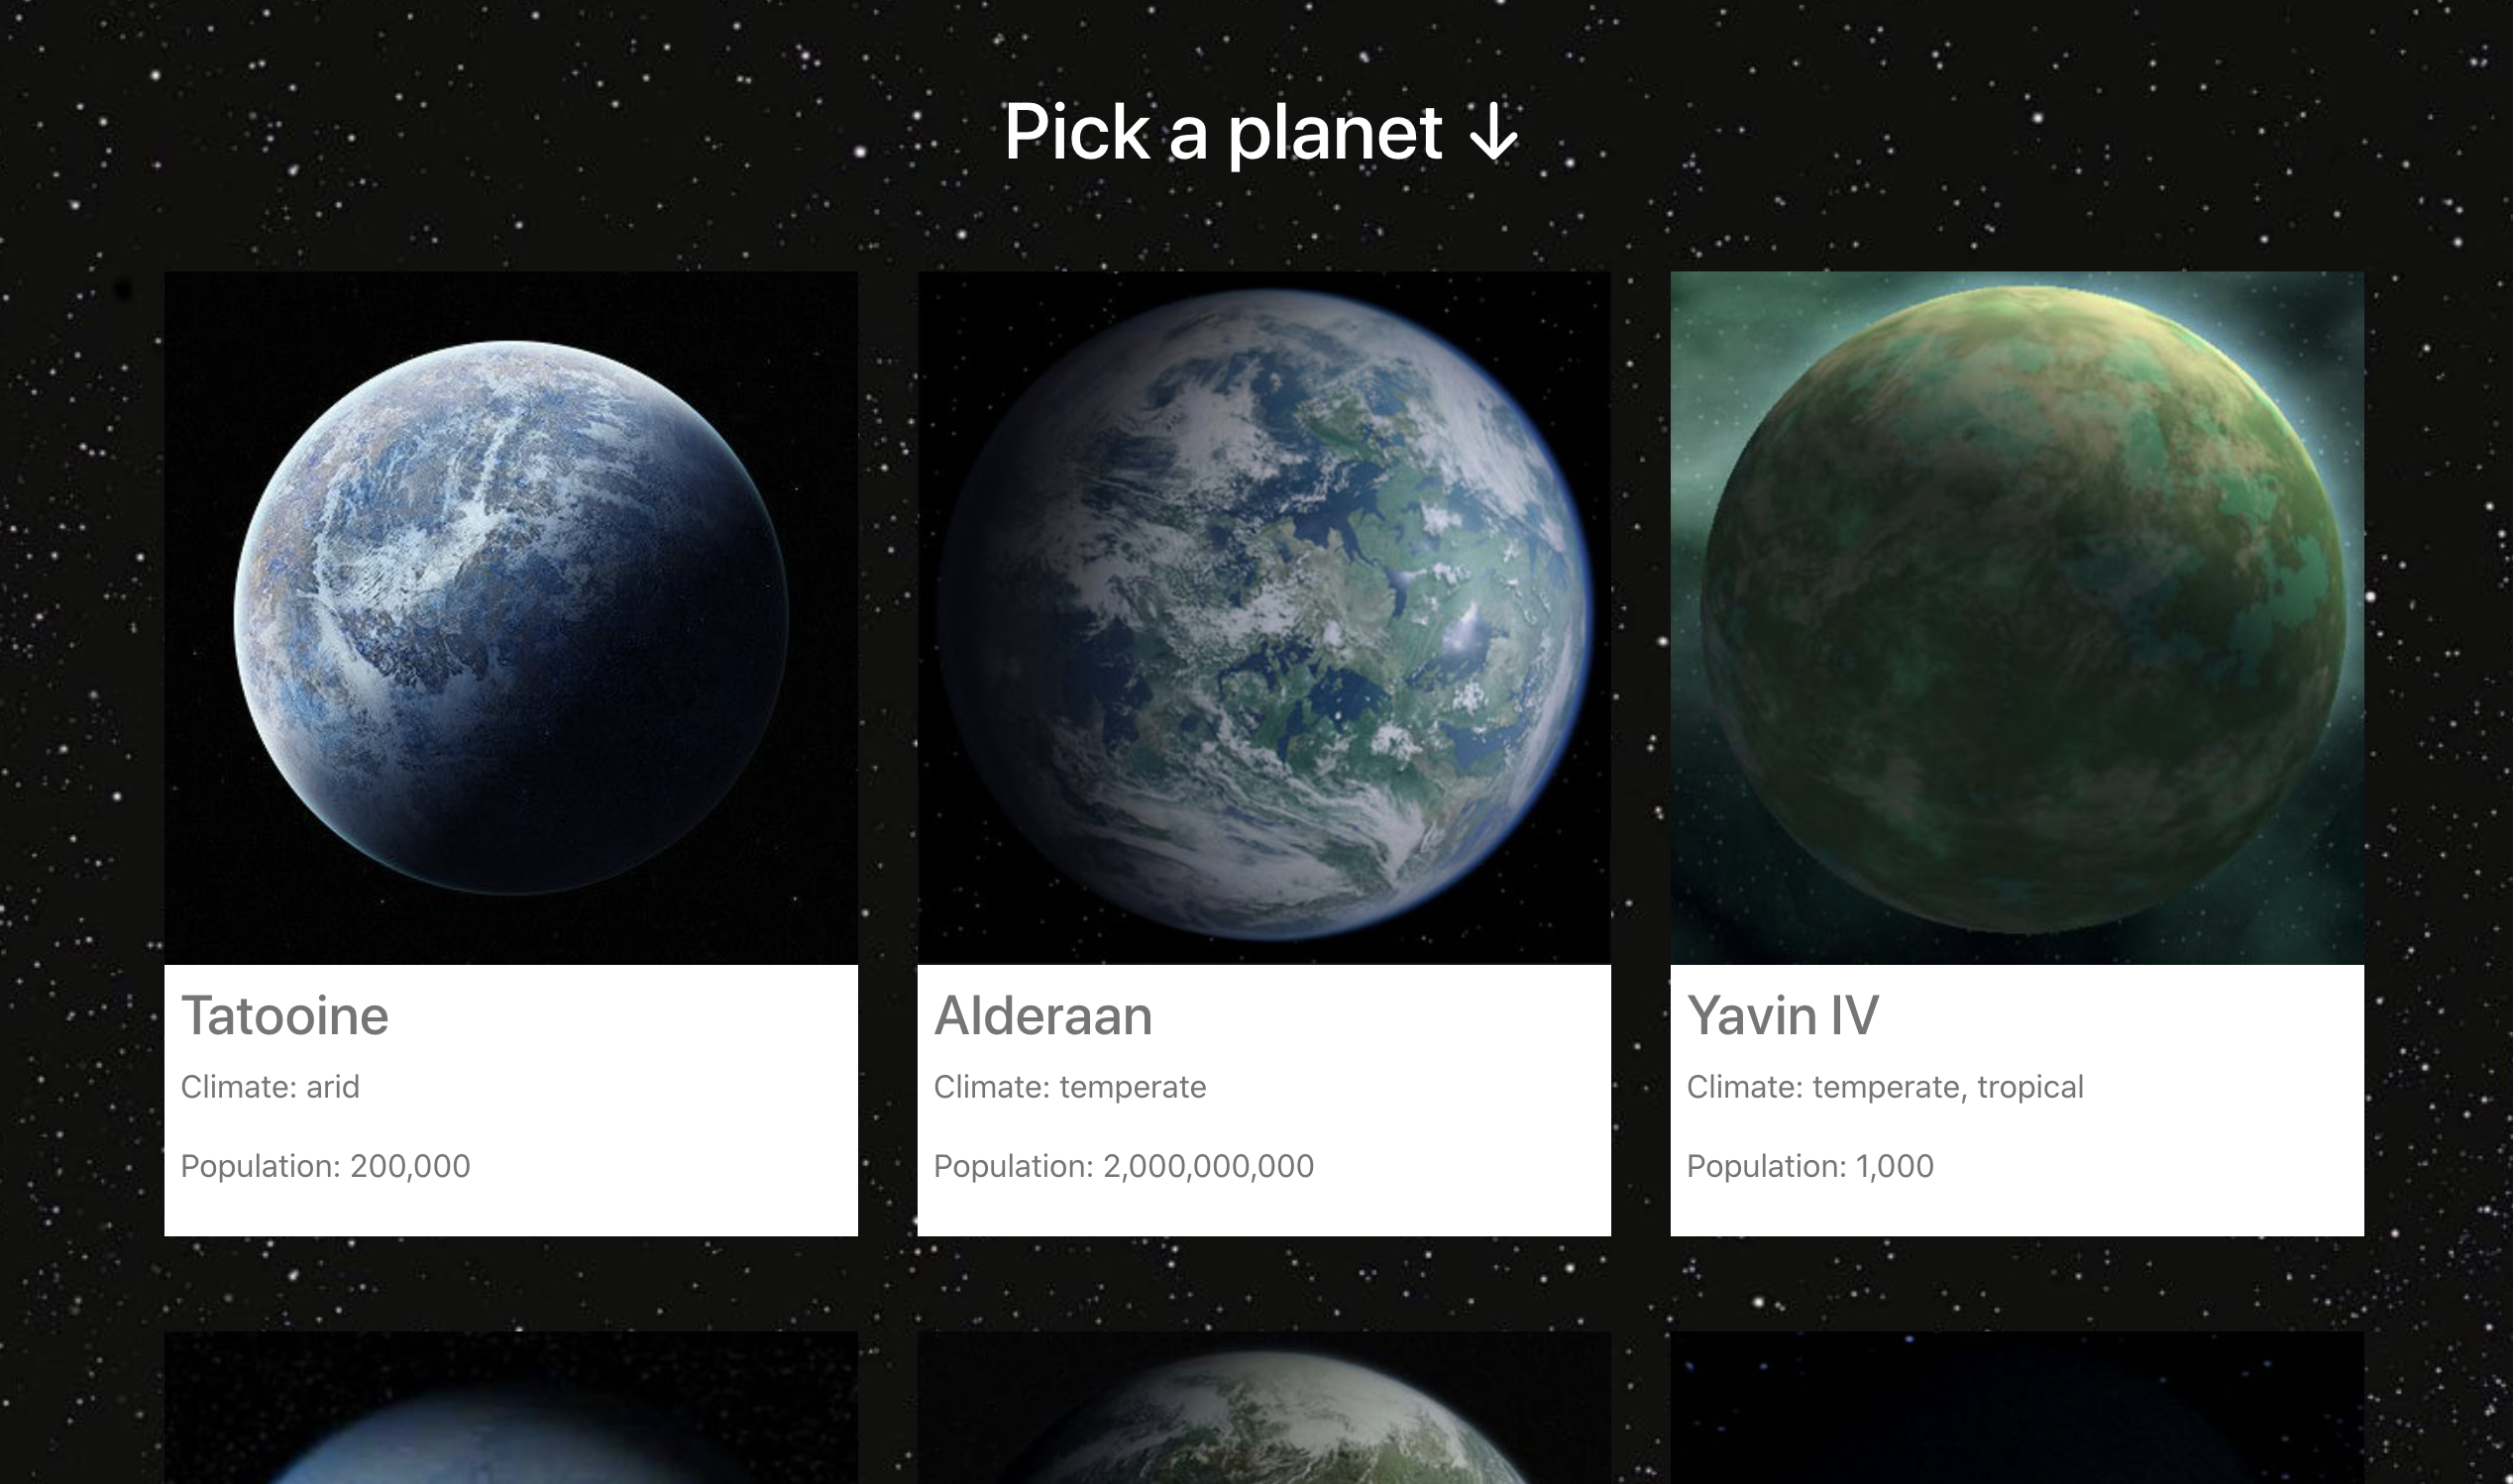 Pick a planet ↓
Tatooine
Climate: arid
Population: 200,000
Alderaan
Climate: temperate
Population: 2,000,000,000
Yavin IV
Climate: temperate, tropical
Population: 1,000